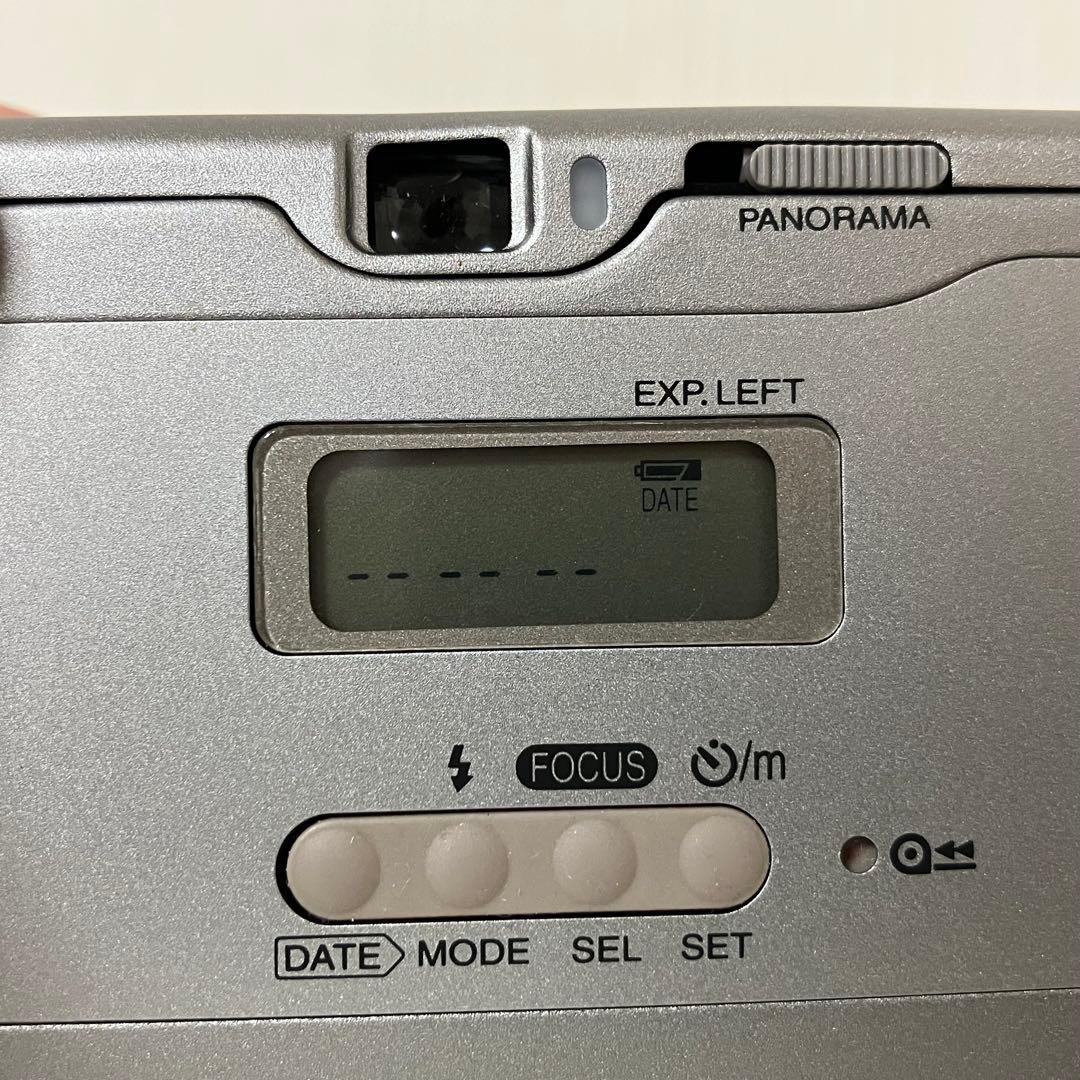 PANORAMA
EXP. LEFT
DATE
-- -- --
FOCUS /m
DATE MODE SEL SET